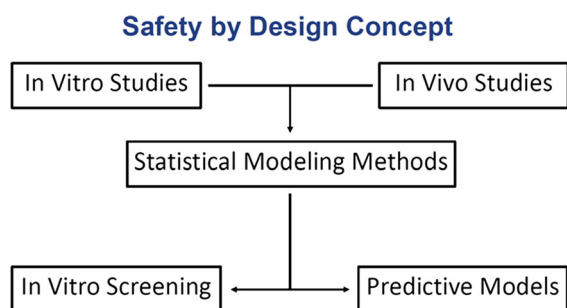 Safety by Design Concept
In Vitro Studies
In Vivo Studies
Statistical Modeling Methods
In Vitro Screening
Predictive Models